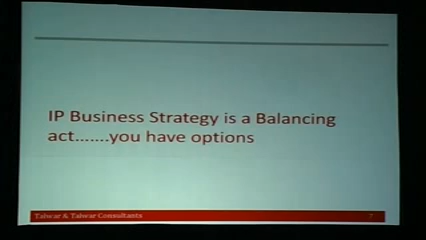 IP Business Strategy is a Balancing
act.......you have options
Talwar & Talwar Consultants
7